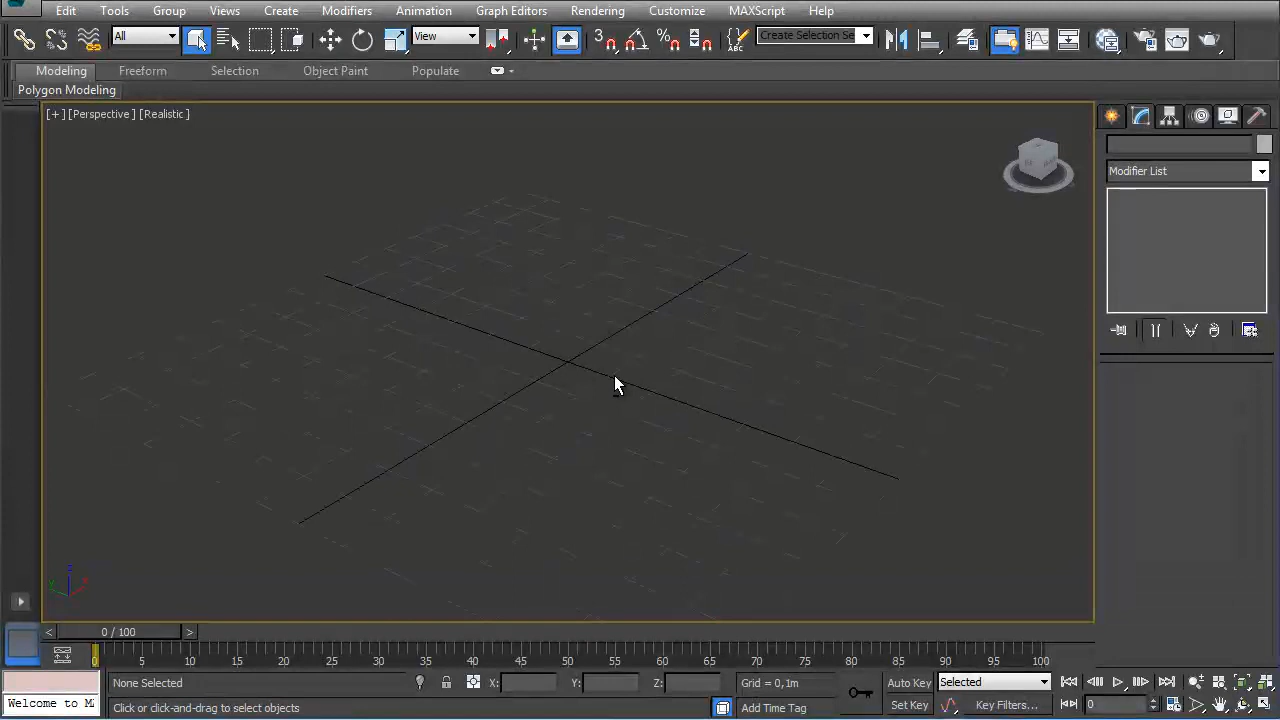 Edit Tools Group Views Create Modifiers Animation Graph Editors Rendering Customize MAXScript Help
All View 3 % ABC Create Selection Se
Modeling Freeform Selection Object Paint Populate
Polygon Modeling
[+] [Perspective] [Realistic]
Modifier List
z
y x
< 0 / 100 >
0 5 10 15 20 25 30 35 40 45 50 55 60 65 70 75 80 85 90 95 100
None Selected X: Y: Z: Grid = 0,1m Auto Key Selected
Welcome to M Click or click-and-drag to select objects Add Time Tag Set Key Key Filters... 0